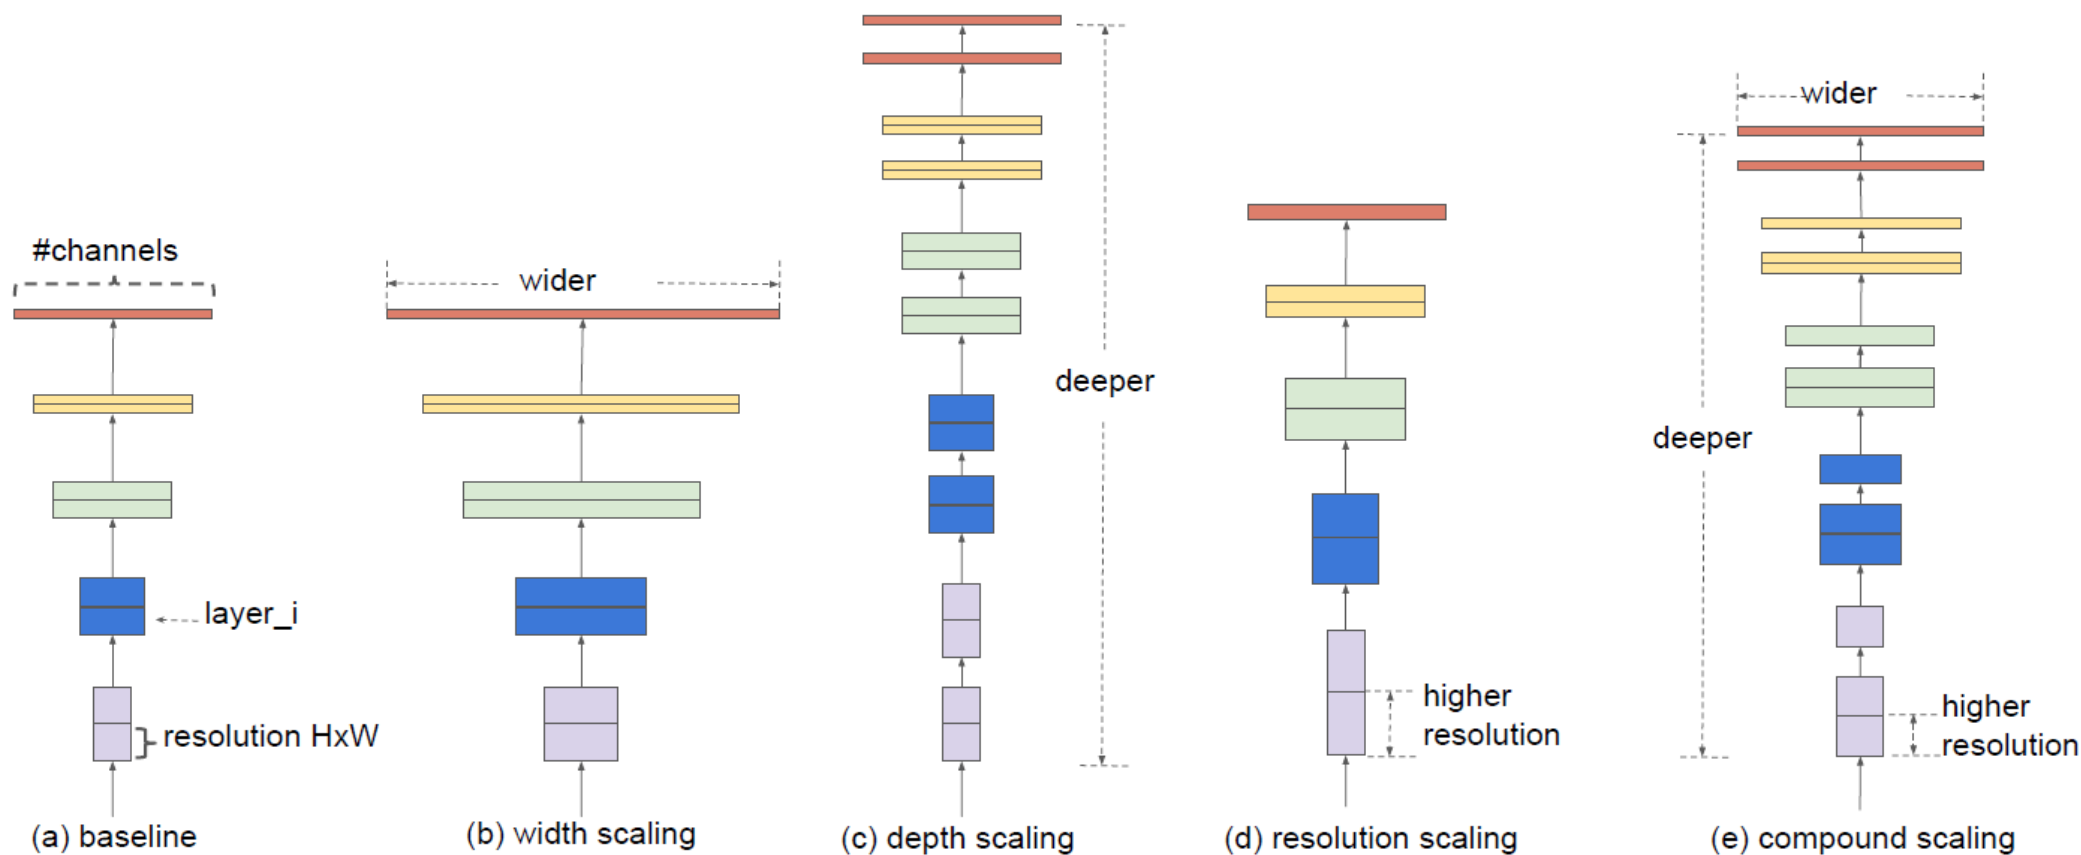 #channels
layer_i
resolution HxW
(a) baseline
wider
(b) width scaling
deeper
(c) depth scaling
higher
resolution
(d) resolution scaling
wider
deeper
higher
resolution
(e) compound scaling